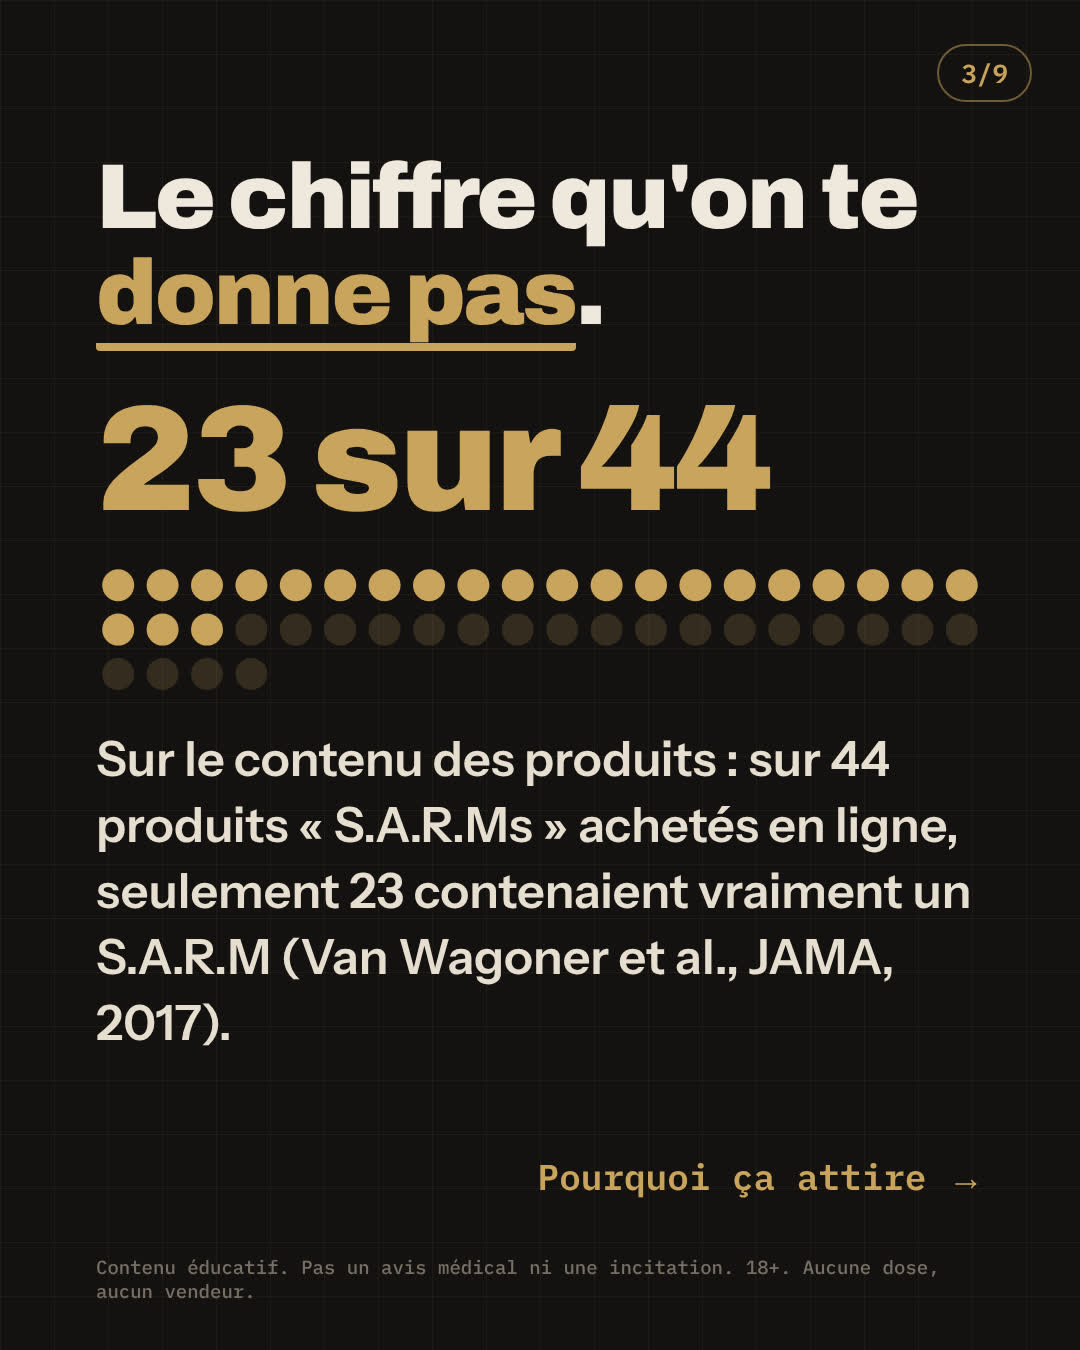 3/9
Le chiffre qu'on te
donne pas.
23 sur 44
Sur le contenu des produits : sur 44
produits « S.A.R.Ms » achetés en ligne,
seulement 23 contenaient vraiment un
S.A.R.M (Van Wagoner et al., JAMA,
2017).
Pourquoi ça attire →
Contenu éducatif. Pas un avis médical ni une incitation. 18+. Aucune dose,
aucun vendeur.